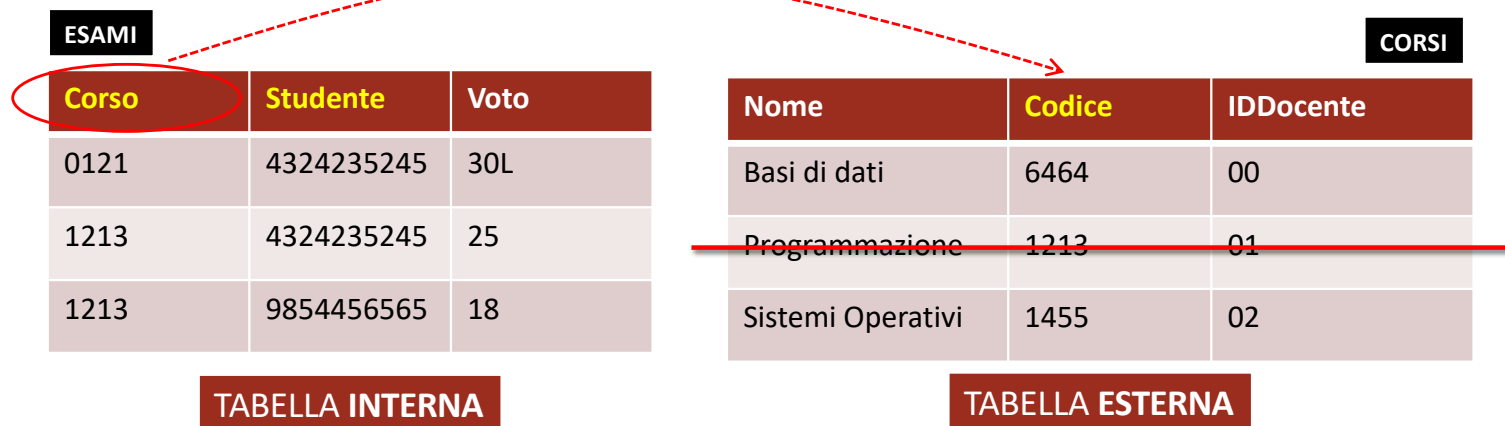 ESAMI
Corso Studente Voto
0121 4324235245 30L
1213 4324235245 25
1213 9854456565 18
TABELLA INTERNA
CORSI
Nome Codice IDDocente
Basi di dati 6464 00
Programmazione 1213 01
Sistemi Operativi 1455 02
TABELLA ESTERNA